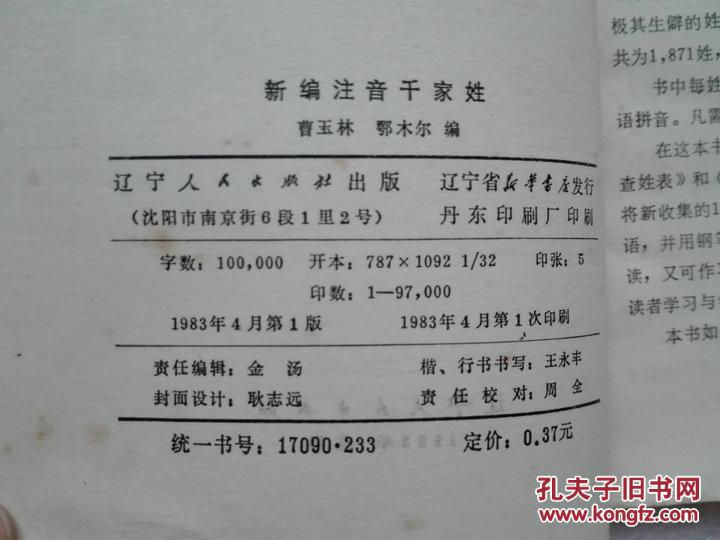 新编注音千家姓
曹玉林 鄂木尔 编
辽宁人民出版社出版 辽宁省新华书店发行
(沈阳市南京街6段1里2号) 丹东印刷厂印刷
字数：100,000 开本：787×1092 1/32 印张：5
印数：1—97,000
1983年4月第1版 1983年4月第1次印刷
责任编辑：金 汤 楷、行书书写：王永丰
封面设计：耿志远 责任校对：周 全
统一书号：17090·233 定价：0.37元
极其生僻的姓
共为1,871姓，
书中每姓
语拼音。凡需
在这本书
查姓表》和《
将新收集的1
语，并用钢笔
读，又可作习
读者学习与
本书如
孔夫子旧书网
www.kongfz.com